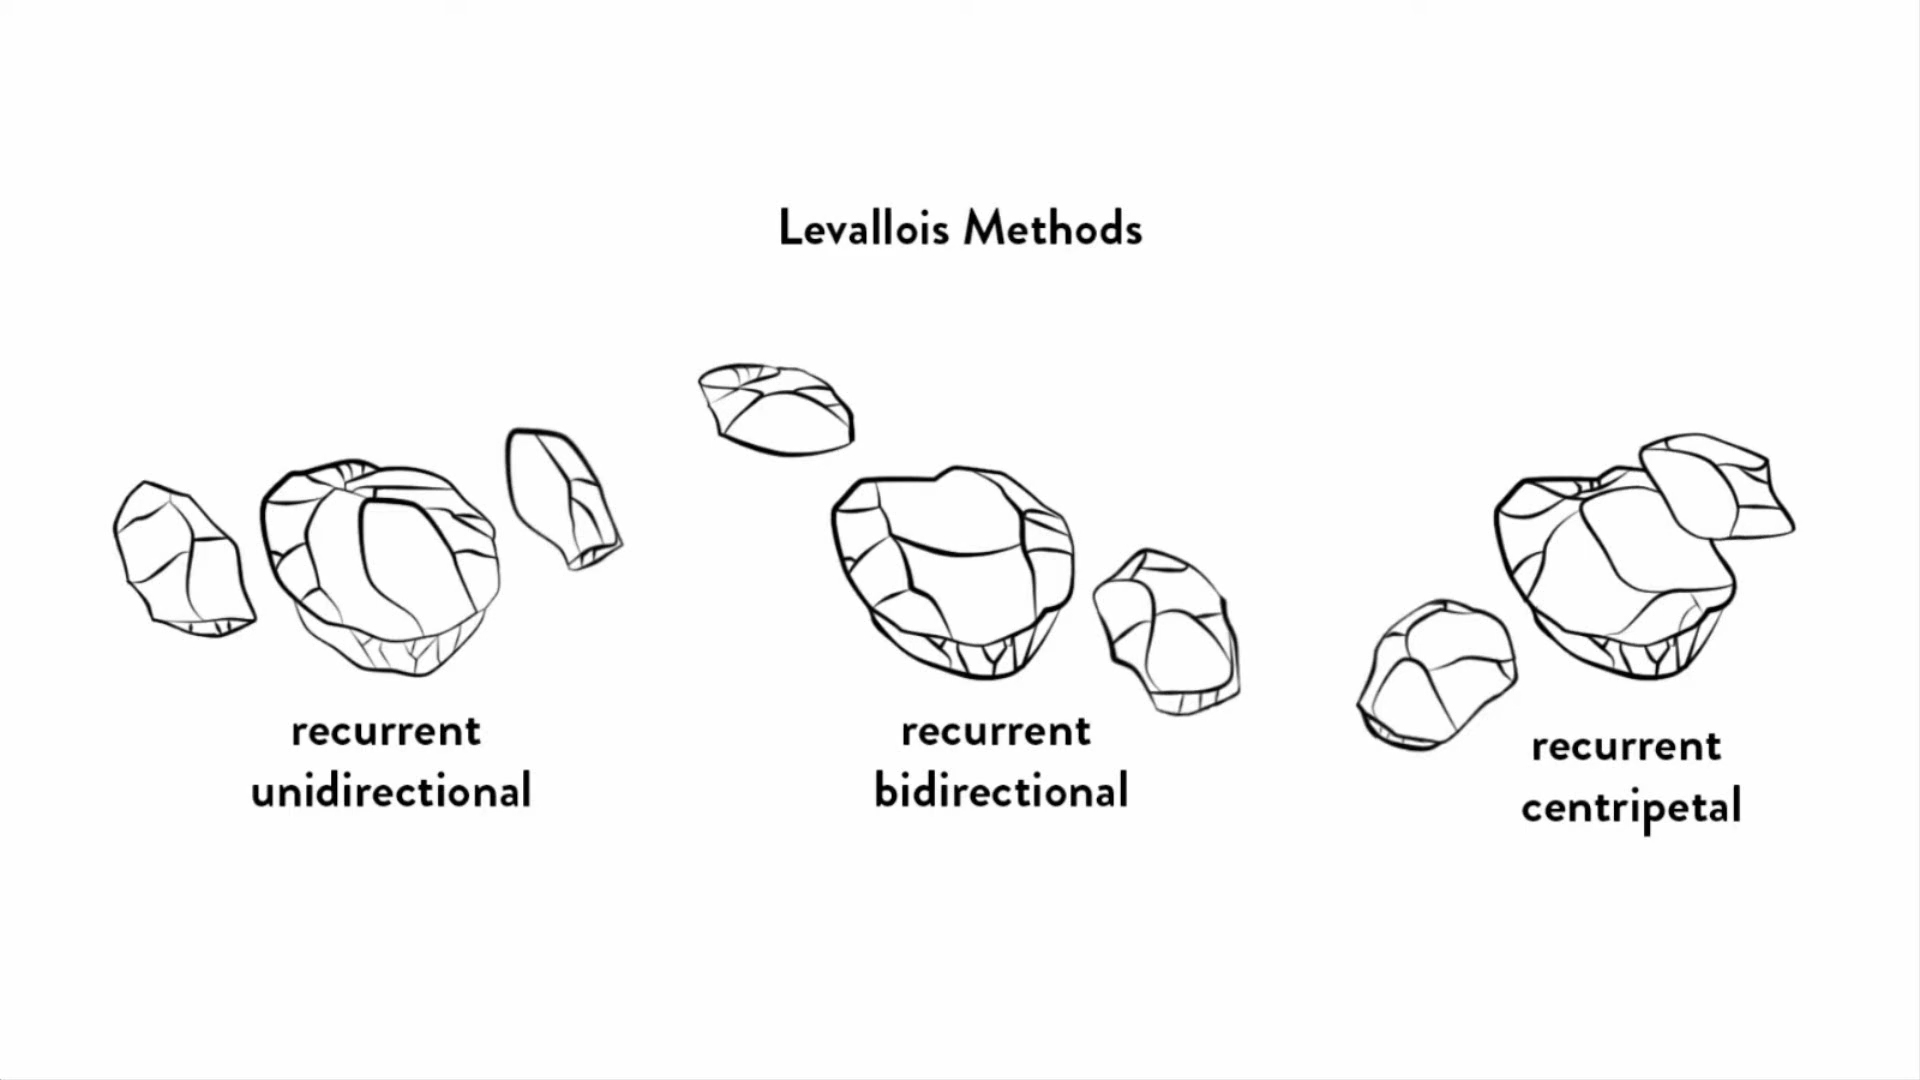 Levallois Methods
recurrent
unidirectional
recurrent
bidirectional
recurrent
centripetal